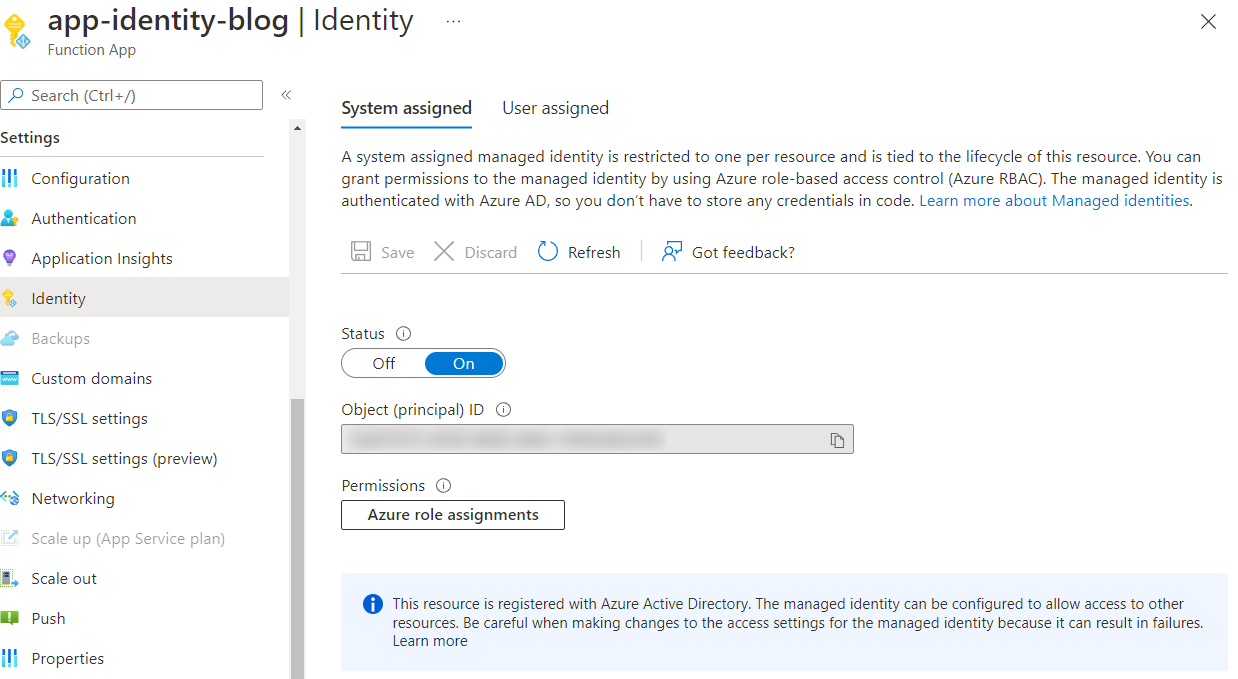 app-identity-blog | Identity ...
Function App
Search (Ctrl+/)
«
Settings
Configuration
Authentication
Application Insights
Identity
Backups
Custom domains
TLS/SSL settings
TLS/SSL settings (preview)
Networking
Scale up (App Service plan)
Scale out
Push
Properties
System assigned User assigned
A system assigned managed identity is restricted to one per resource and is tied to the lifecycle of this resource. You can
grant permissions to the managed identity by using Azure role-based access control (Azure RBAC). The managed identity is
authenticated with Azure AD, so you don’t have to store any credentials in code. Learn more about Managed identities.
Save Discard Refresh Got feedback?
Status
Off On
Object (principal) ID
Permissions
Azure role assignments
This resource is registered with Azure Active Directory. The managed identity can be configured to allow access to other
resources. Be careful when making changes to the access settings for the managed identity because it can result in failures.
Learn more